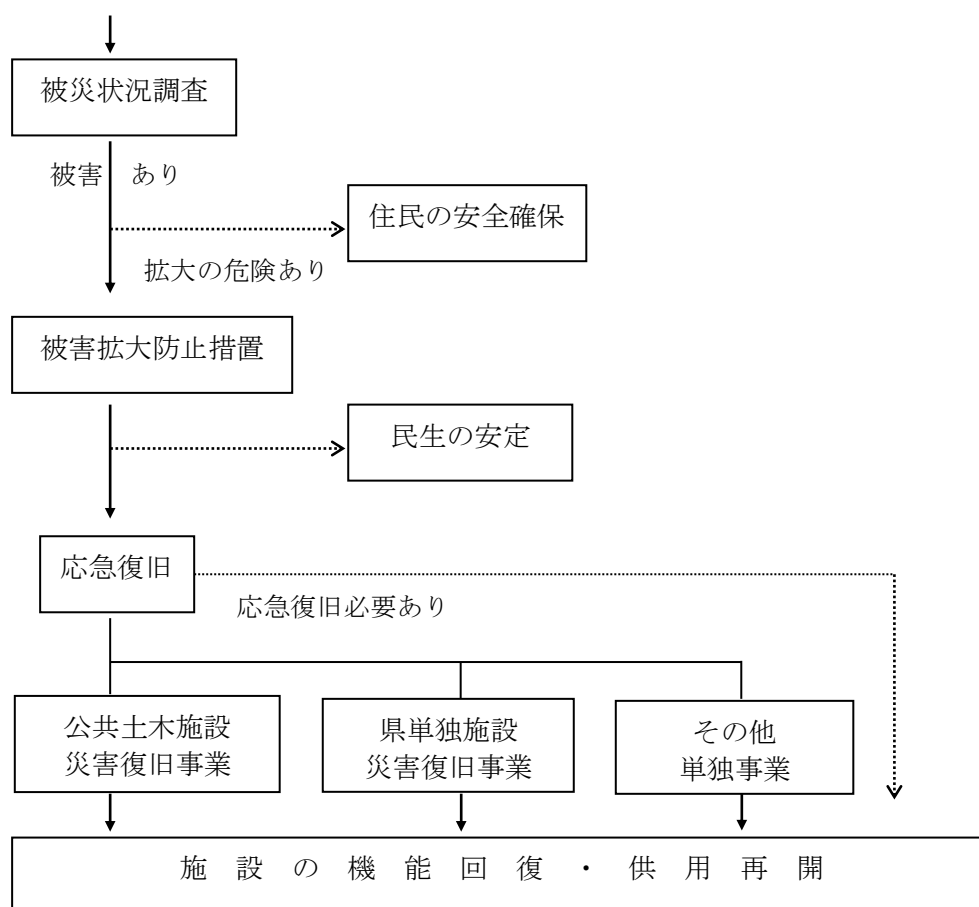 被災状況調査
被害 あり
住民の安全確保
拡大の危険あり
被害拡大防止措置
民生の安定
応急復旧
応急復旧必要あり
公共土木施設
災害復旧事業
県単独施設
災害復旧事業
その他
単独事業
施設の機能回復・供用再開